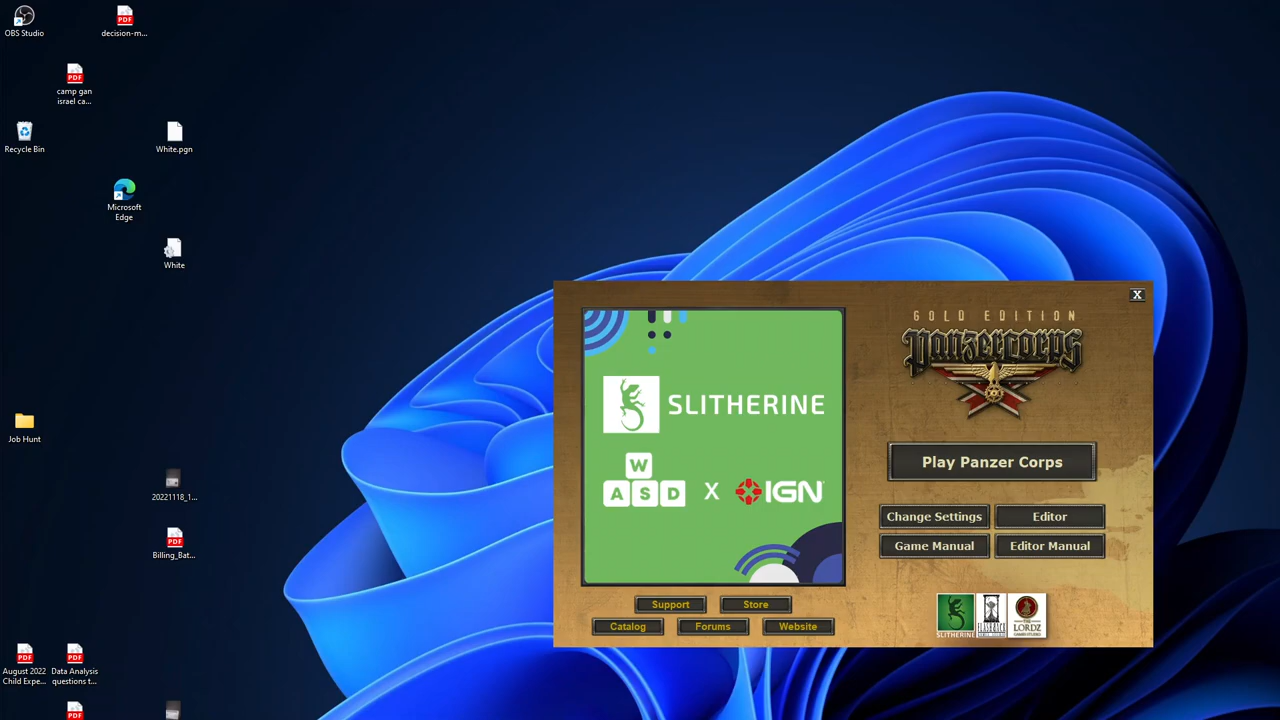 OBS Studio
decision-m...
camp gan
israel ca...
Recycle Bin
White.pgn
Microsoft
Edge
White
Job Hunt
20221118_1...
Billing_Bat...
August 2022
Child Expe...
Data Analysis
questions t...
X
GOLD EDITION
Panzercorps
SLITHERINE
W
ASD
X
IGN
Play Panzer Corps
Change Settings
Editor
Game Manual
Editor Manual
Support
Store
Catalog
Forums
Website
SLITHERINE
THE
LORDZ